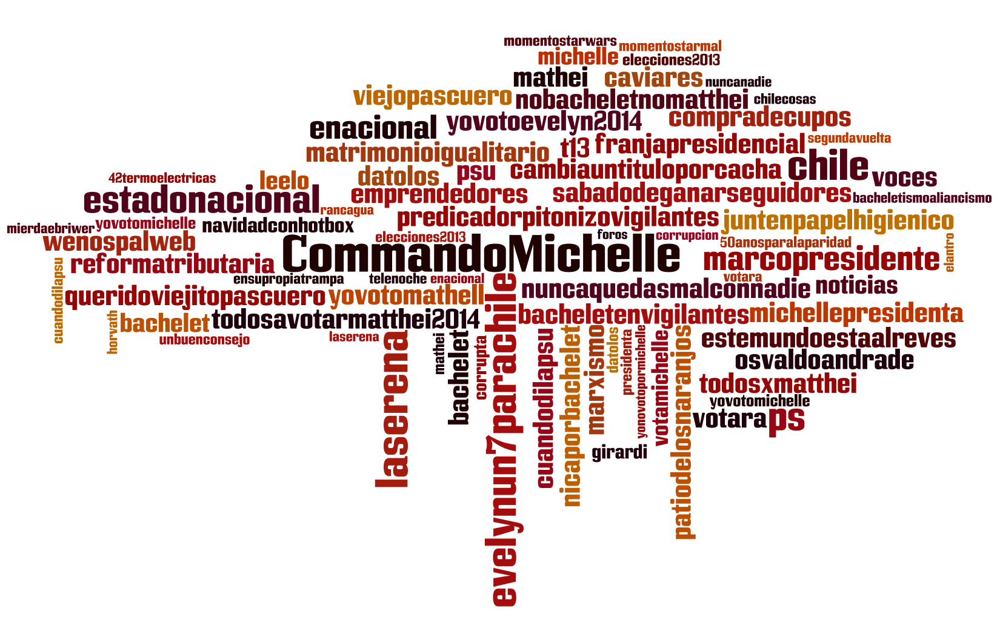 momentostarwars
momentostarmal
michelle
elecciones2013
mathei
caviares
nuncanadie
viejopascuero
nobacheletnomatthei
chilecosas
enacional
yovotoevelyn2014
compradecupos
matrimonioigualitario
t13
franjapresidencial
segundavuelta
42termoelectricas
leelo
datolos
psu
cambiauntituloporcacha
chile
voces
estadonacional
rancagua
emprendedores
sabadodeganarseguidores
bacheletismoaliancismo
mierdaebriwer
yovotomichelle
navidadconhotbox
predicadorpitonizovigilantes
juntenpapelhigienico
wenospalweb
elecciones2013
foros
corrupcion
50anosparalaparidad
elantro
reformatributaria
CommandoMichelle
marcopresidente
cuandodilapsu
ensupropiatrampa
telenoche
enacional
votara
queridoviejitopascuero
yovotomathell
nuncaquedasmalconnadie
noticias
horvath
bachelet
todosavotarmatthei2014
bacheletenvigilantes
michellepresidenta
unbuenconsejo
laserena
laserena
mathei
bachelet
corrupta
evelynun7parachile
cuandodilapsu
nicaporbachelet
marxismo
datolos
presidenta
yonovotopormichelle
votamichelle
patiodelosnaranjos
estemundoestaalreves
osvaldoandrade
todosxmatthei
yovotomichelle
votara
ps
girardi